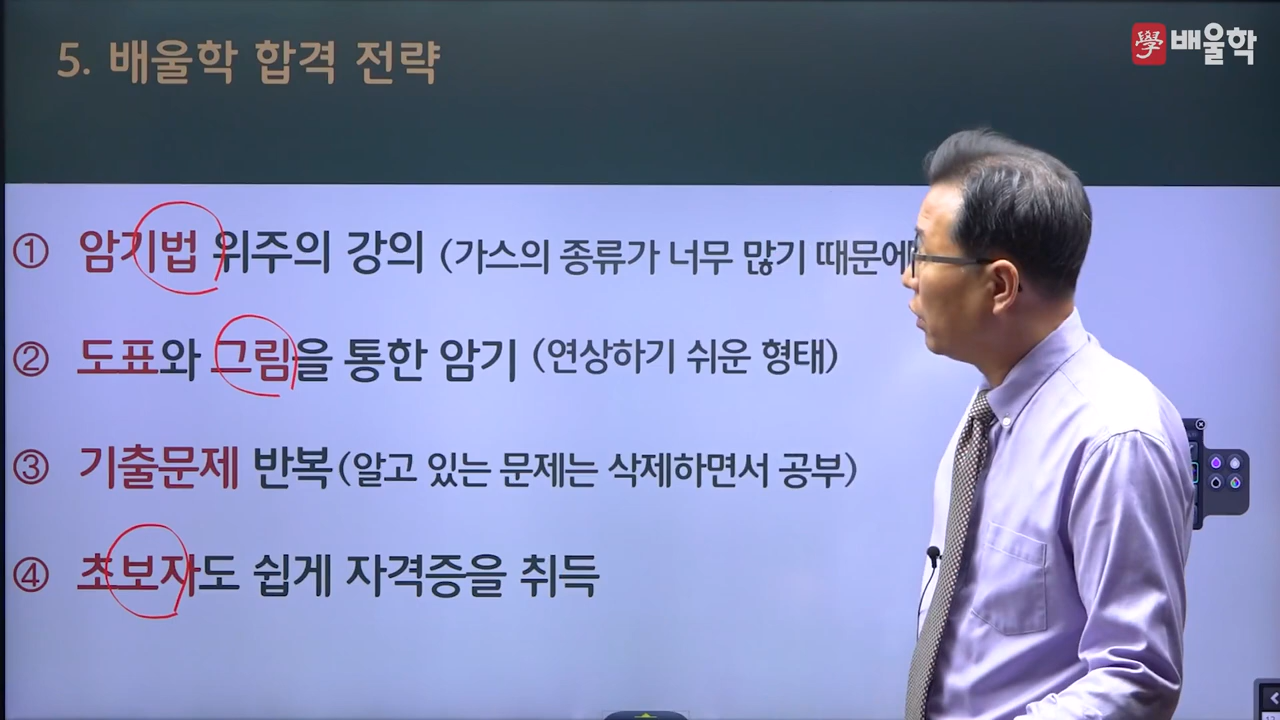 5. 배울학 합격 전략
學 배울학
① 암기법 위주의 강의 (가스의 종류가 너무 많기 때문에
② 도표와 그림을 통한 암기 (연상하기 쉬운 형태)
③ 기출문제 반복(알고 있는 문제는 삭제하면서 공부)
④ 초보자도 쉽게 자격증을 취득